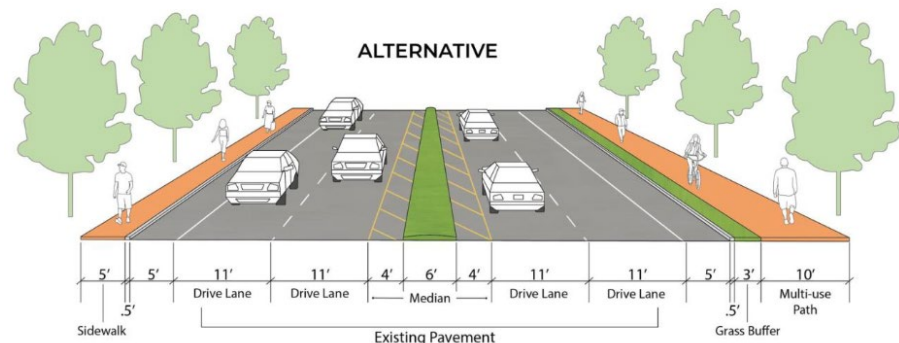 ALTERNATIVE
5’ 5’ 11’ 11’ 4’ 6’ 4’ 11’ 11’ 5’ 3’ 10’
.5’ Drive Lane Drive Lane Median Drive Lane Drive Lane .5’ Multi-use
Sidewalk Grass Buffer Path
Existing Pavement